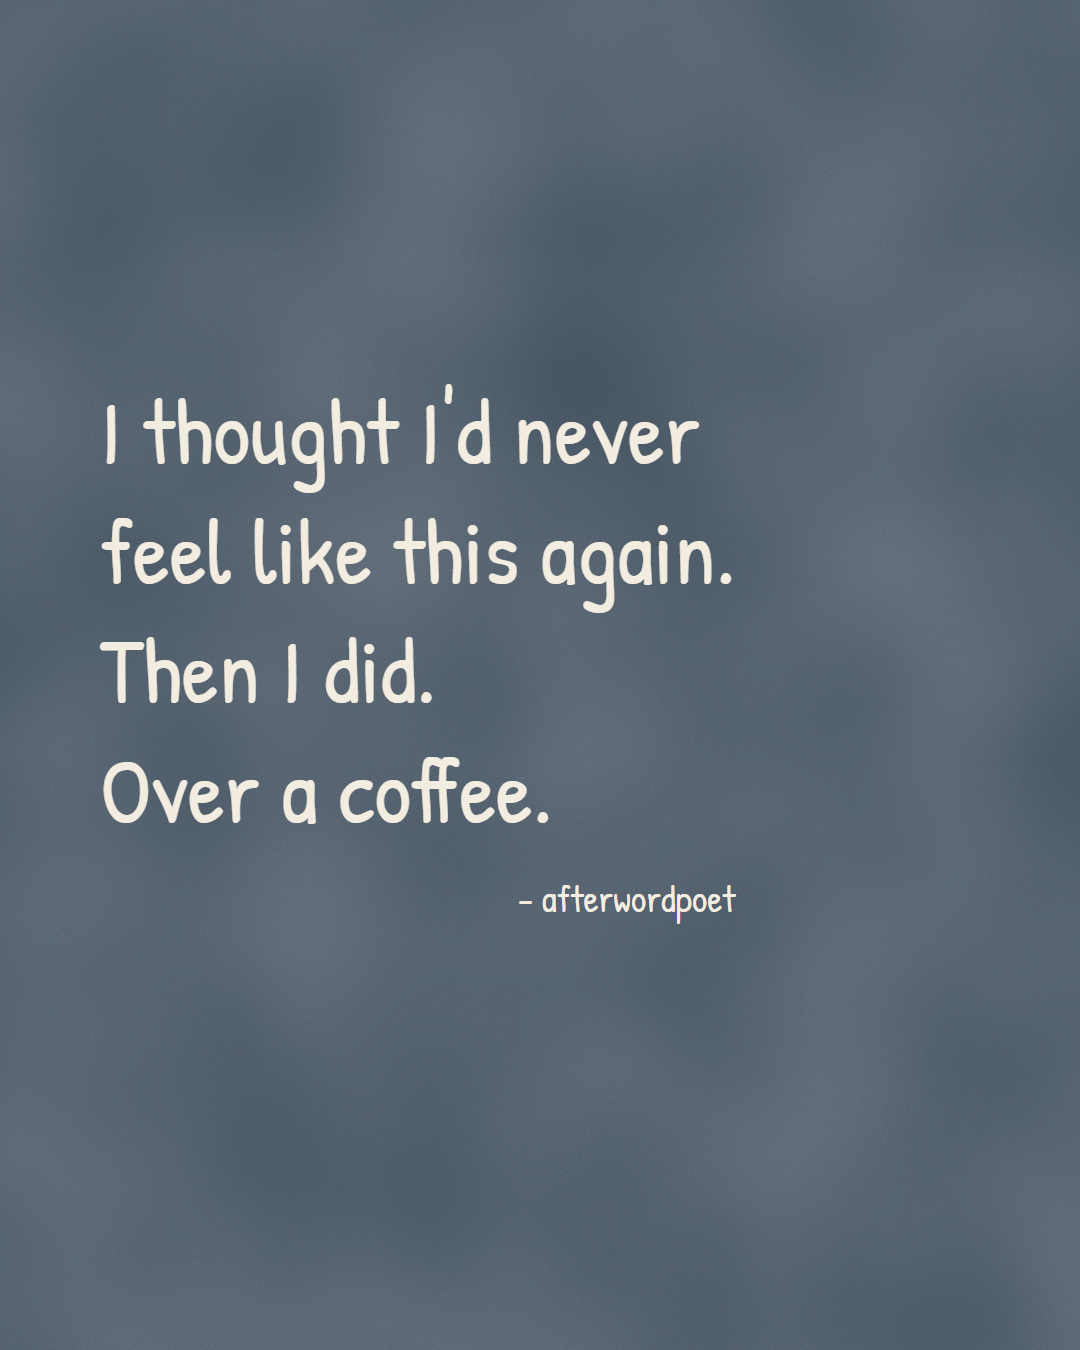 I thought I'd never
feel like this again.
Then I did.
Over a coffee.
- afterwordpoet